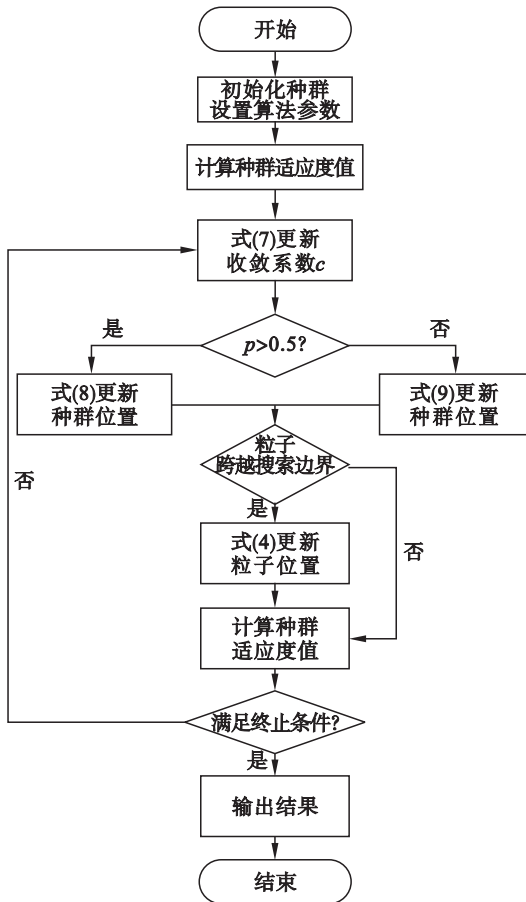 开始
初始化种群
设置算法参数
计算种群适应度值
式(7)更新
收敛系数c
p>0.5?
是
否
式(8)更新
种群位置
式(9)更新
种群位置
粒子
跨越搜索边界
否
是
否
式(4)更新
粒子位置
计算种群
适应度值
满足终止条件?
是
输出结果
结束